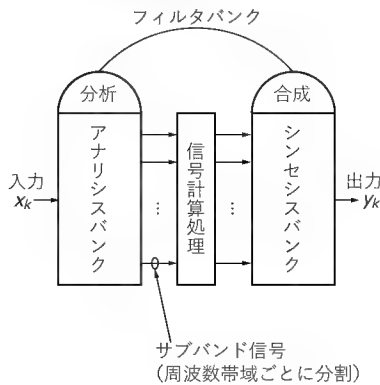 フィルタバンク
分析
合成
アナリシスバンク
信号計算処理
シンセシスバンク
入力
xk
出力
yk
…
…
サブバンド信号
(周波数帯域ごとに分割)